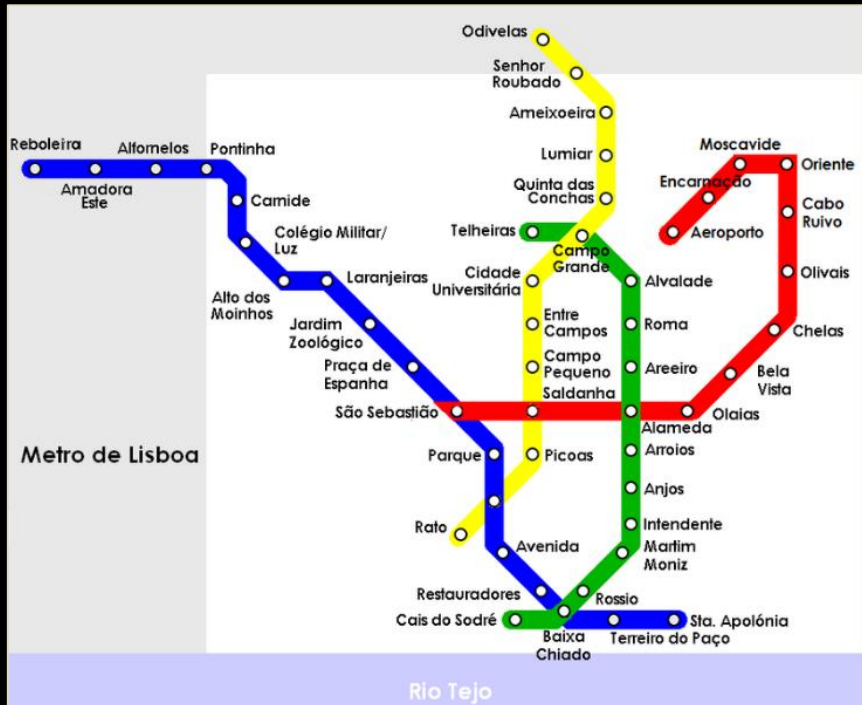 Odivelas
Senhor
Roubado
Ameixoeira
Lumiar
Quinta das
Conchas
Moscavide
Oriente
Encarnação
Cabo
Ruivo
Aeroporto
Reboleira
Alfornelos
Pontinha
Amadora
Este
Carnide
Telheiras
Campo
Grande
Colégio Militar/
Luz
Cidade
Universitária
Alvalade
Olivais
Laranjeiras
Alto dos
Moinhos
Jardim
Zoológico
Entre
Campos
Roma
Chelas
Praça de
Espanha
Campo
Pequeno
Areeiro
Bela
Vista
São Sebastião
Saldanha
Alameda
Olaias
Metro de Lisboa
Parque
Picoas
Arroios
Anjos
Rato
Intendente
Avenida
Martim
Moniz
Restauradores
Rossio
Cais do Sodré
Baixa
Chiado
Sta. Apolónia
Terreiro do Paço
Rio Tejo